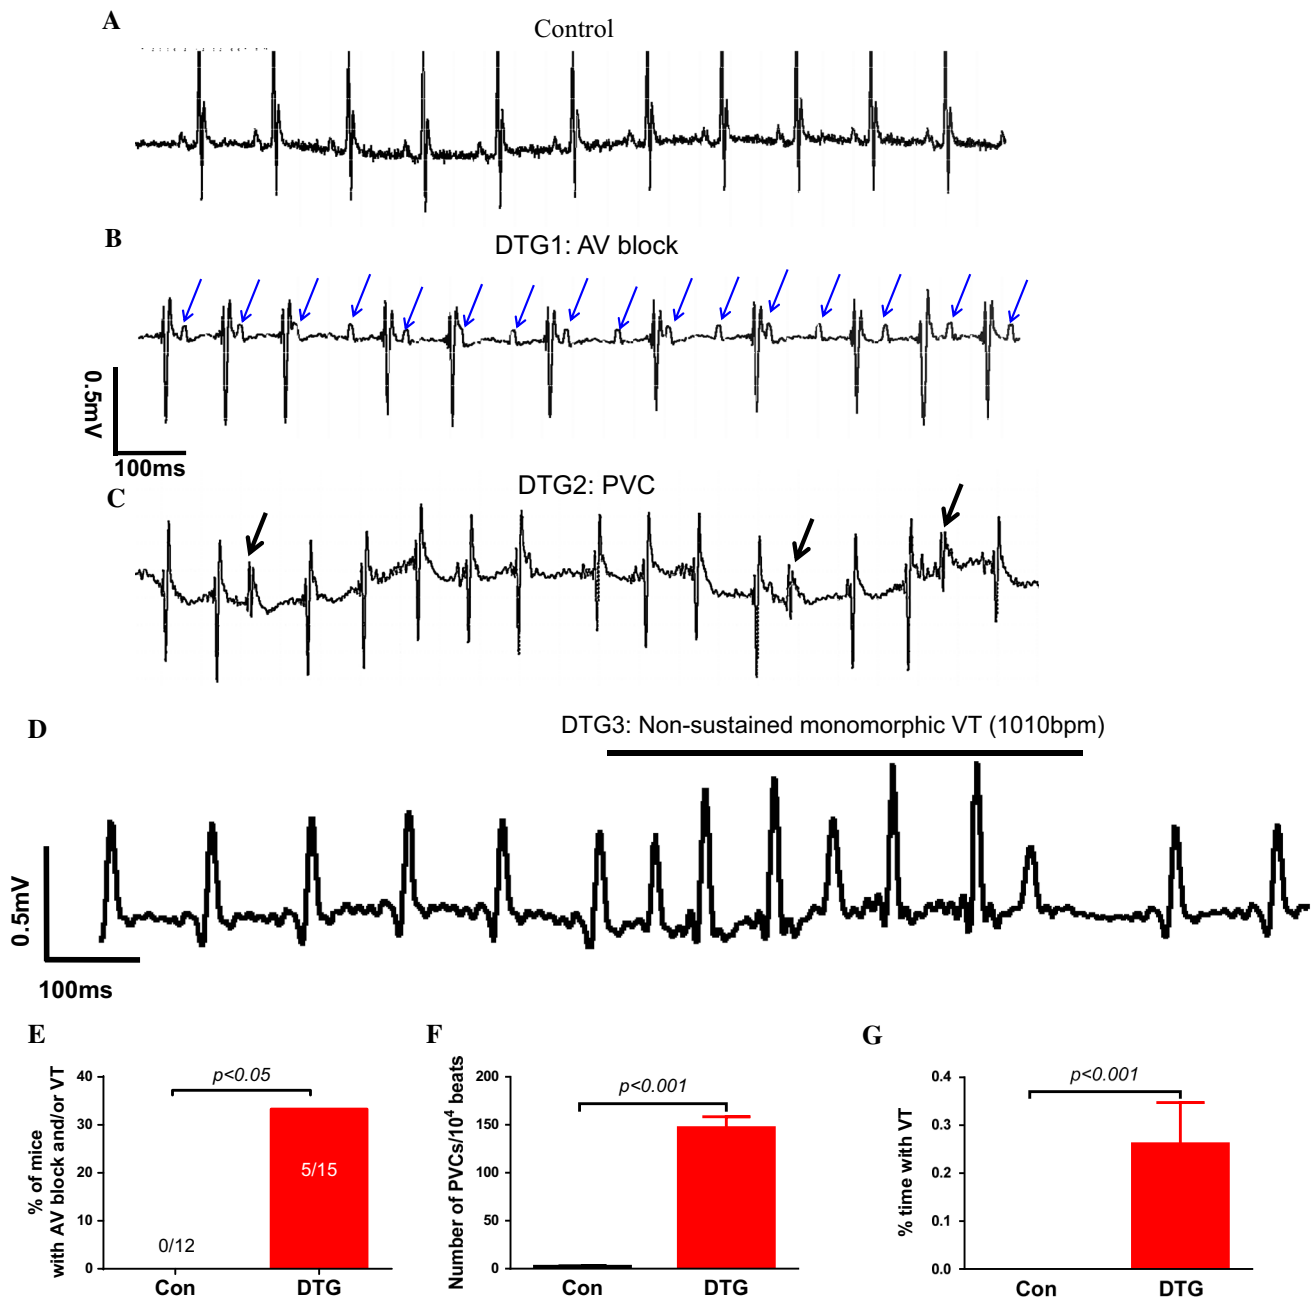 A
Control
B
DTG1: AV block
0.5mV
100ms
C
DTG2: PVC
D
DTG3: Non-sustained monomorphic VT (1010bpm)
0.5mV
100ms
E
% of mice
with AV block and/or VT
40
30
20
10
0
p<0.05
0/12
5/15
Con
DTG
F
Number of PVCs/10⁴ beats
200
150
100
50
0
p<0.001
Con
DTG
G
% time with VT
0.4
0.3
0.2
0.1
0.0
p<0.001
Con
DTG